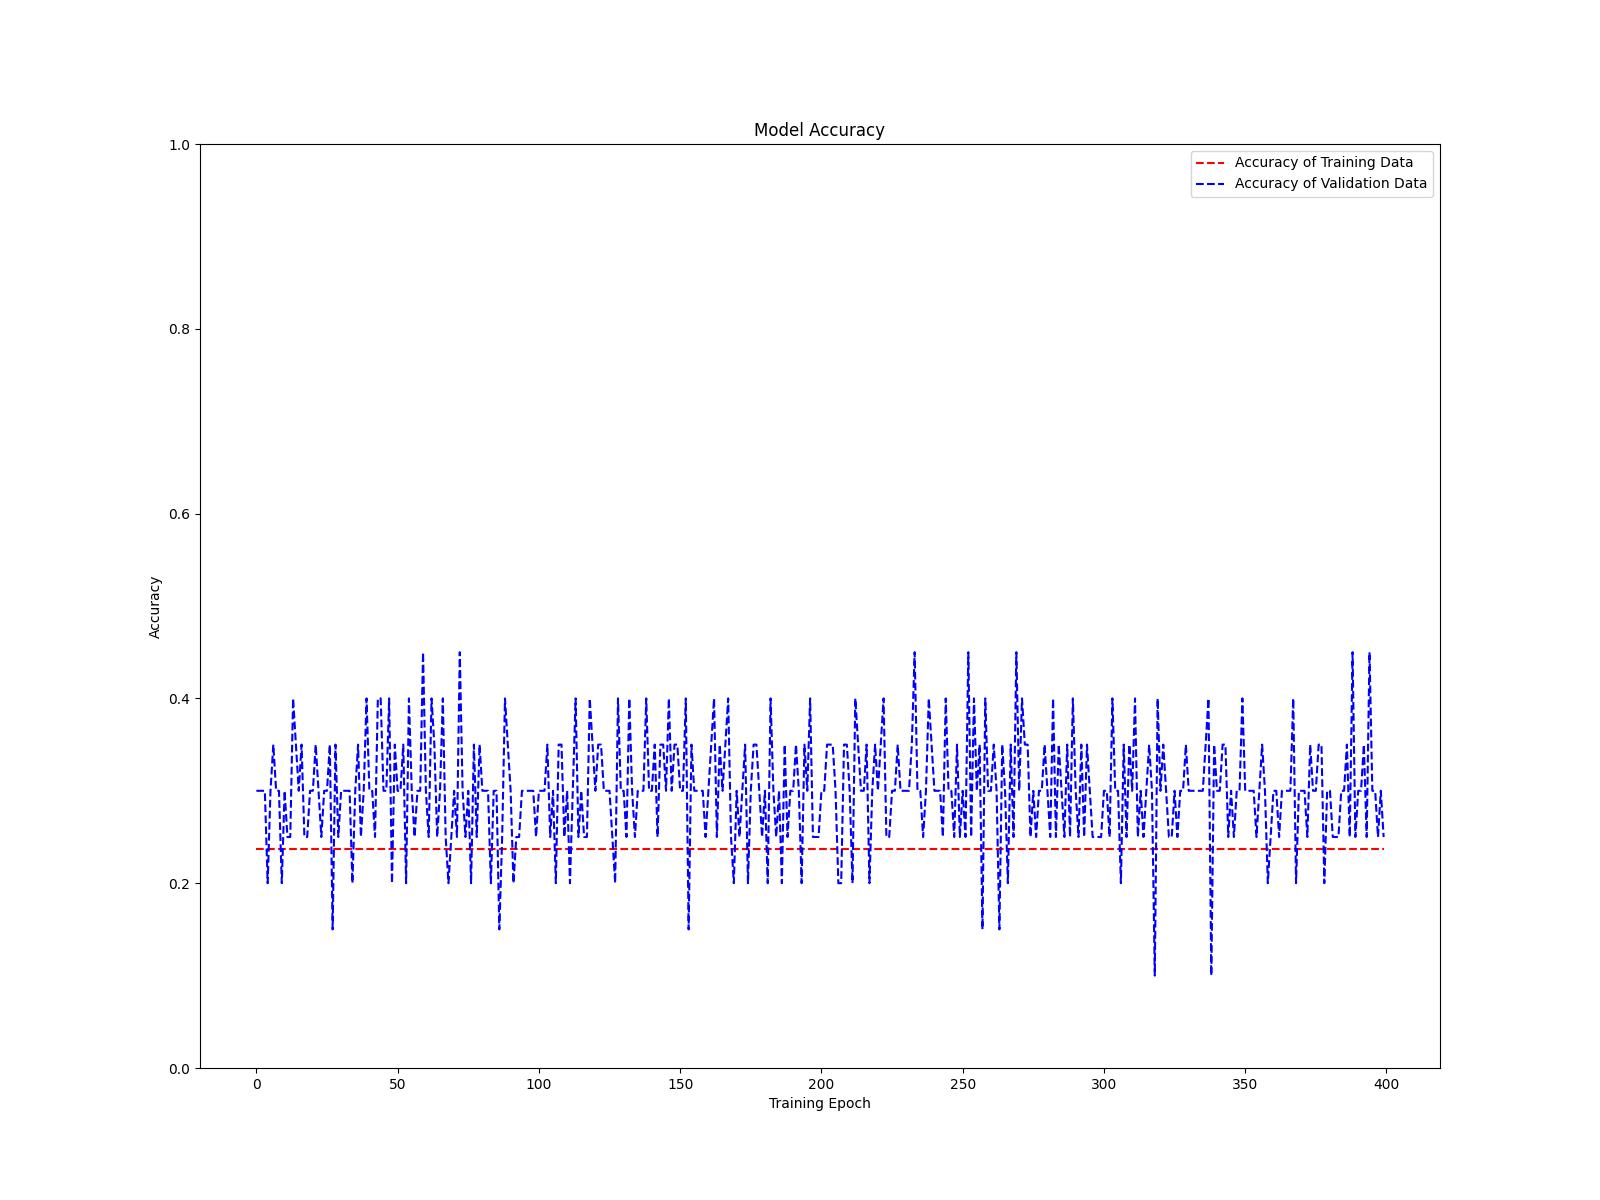 Model Accuracy
1.0
Accuracy of Training Data
Accuracy of Validation Data
0.8
0.6
Accuracy
0.4
0.2
0.0
0 50 100 150 200 250 300 350 400
Training Epoch